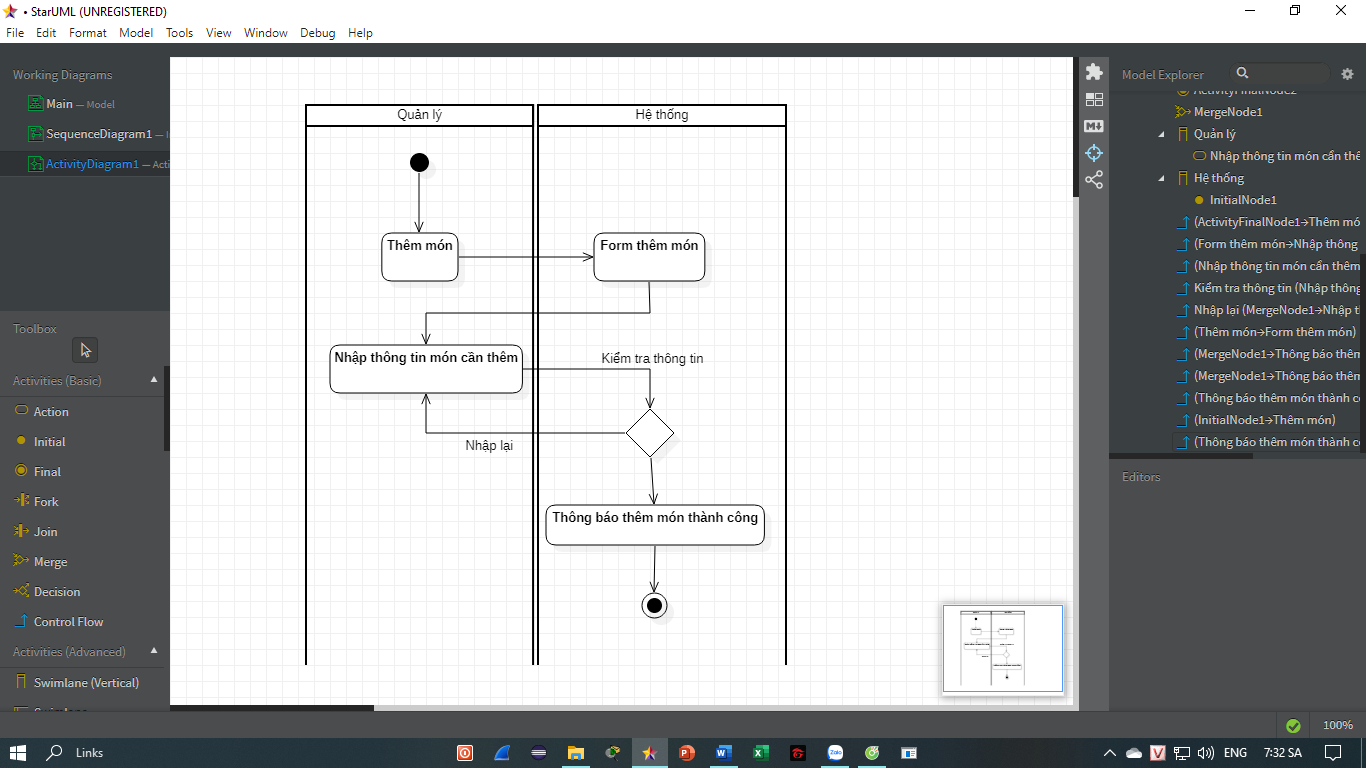 • StarUML (UNREGISTERED)
File Edit Format Model Tools View Window Debug Help
Working Diagrams
Main — Model
SequenceDiagram1 —
ActivityDiagram1 — Acti
Toolbox
Activities (Basic)
Action
Initial
Final
Fork
Join
Merge
Decision
Control Flow
Activities (Advanced)
Swimlane (Vertical)
Quản lý
Hệ thống
Thêm món
Form thêm món
Nhập thông tin món cần thêm
Kiểm tra thông tin
Nhập lại
Thông báo thêm món thành công
M↓
Model Explorer
ActivityFinalNode2
MergeNode1
Quản lý
Nhập thông tin món cần thê
Hệ thống
InitialNode1
(ActivityFinalNode1→Thêm mó
(Form thêm món→Nhập thông
(Nhập thông tin món cần thêm
Kiểm tra thông tin (Nhập thông
Nhập lại (MergeNode1→Nhập t
(Thêm món→Form thêm món)
(MergeNode1→Thông báo thêm
(MergeNode1→Thông báo thêm
(Thông báo thêm món thành cô
(InitialNode1→Thêm món)
(Thông báo thêm món thành cô
Editors
100%
Links
Zalo
V
ENG
7:32 SA